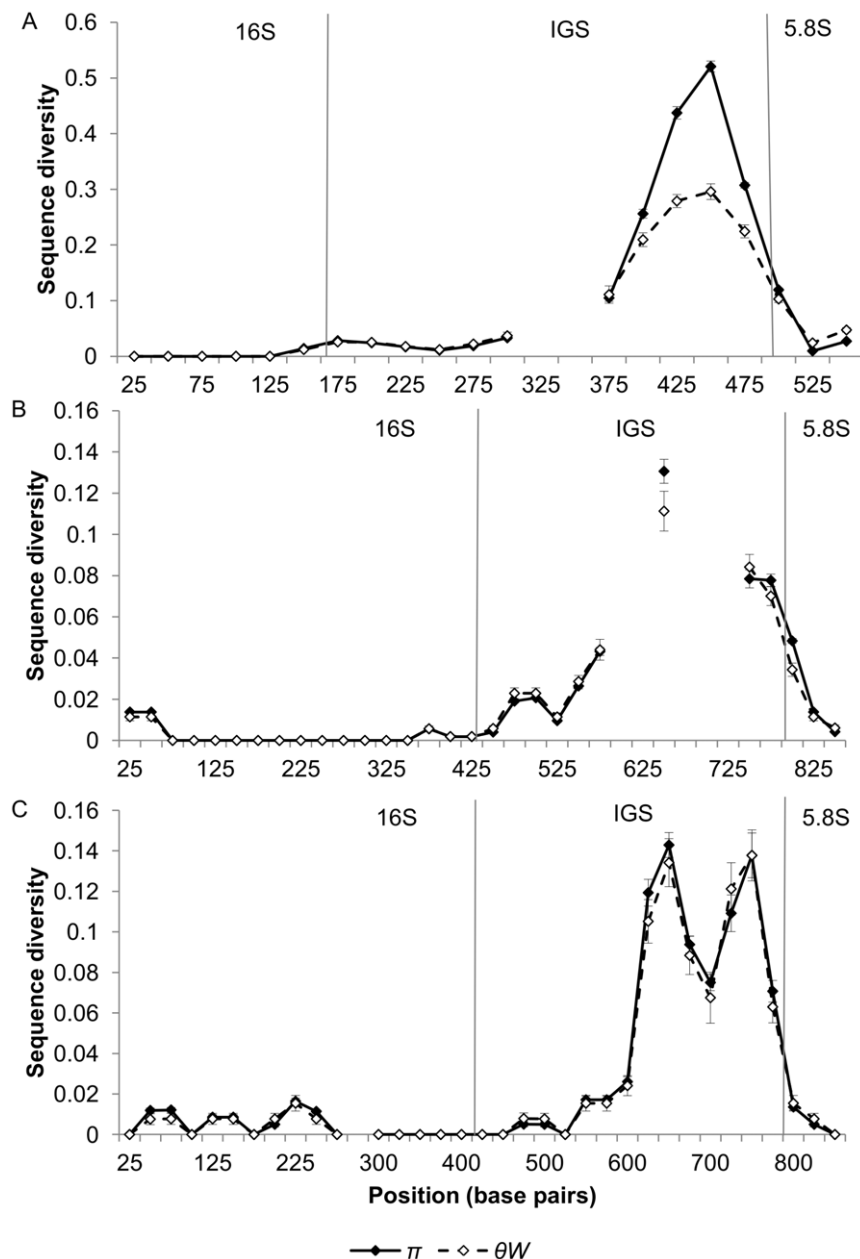 A
16S IGS 5.8S
Sequence diversity
0.6
0.5
0.4
0.3
0.2
0.1
0
25 75 125 175 225 275 325 375 425 475 525
B
16S IGS 5.8S
Sequence diversity
0.16
0.14
0.12
0.1
0.08
0.06
0.04
0.02
0
25 125 225 325 425 525 625 725 825
C
16S IGS 5.8S
Sequence diversity
0.16
0.14
0.12
0.1
0.08
0.06
0.04
0.02
0
25 125 225 300 400 500 600 700 800
Position (base pairs)
π θW